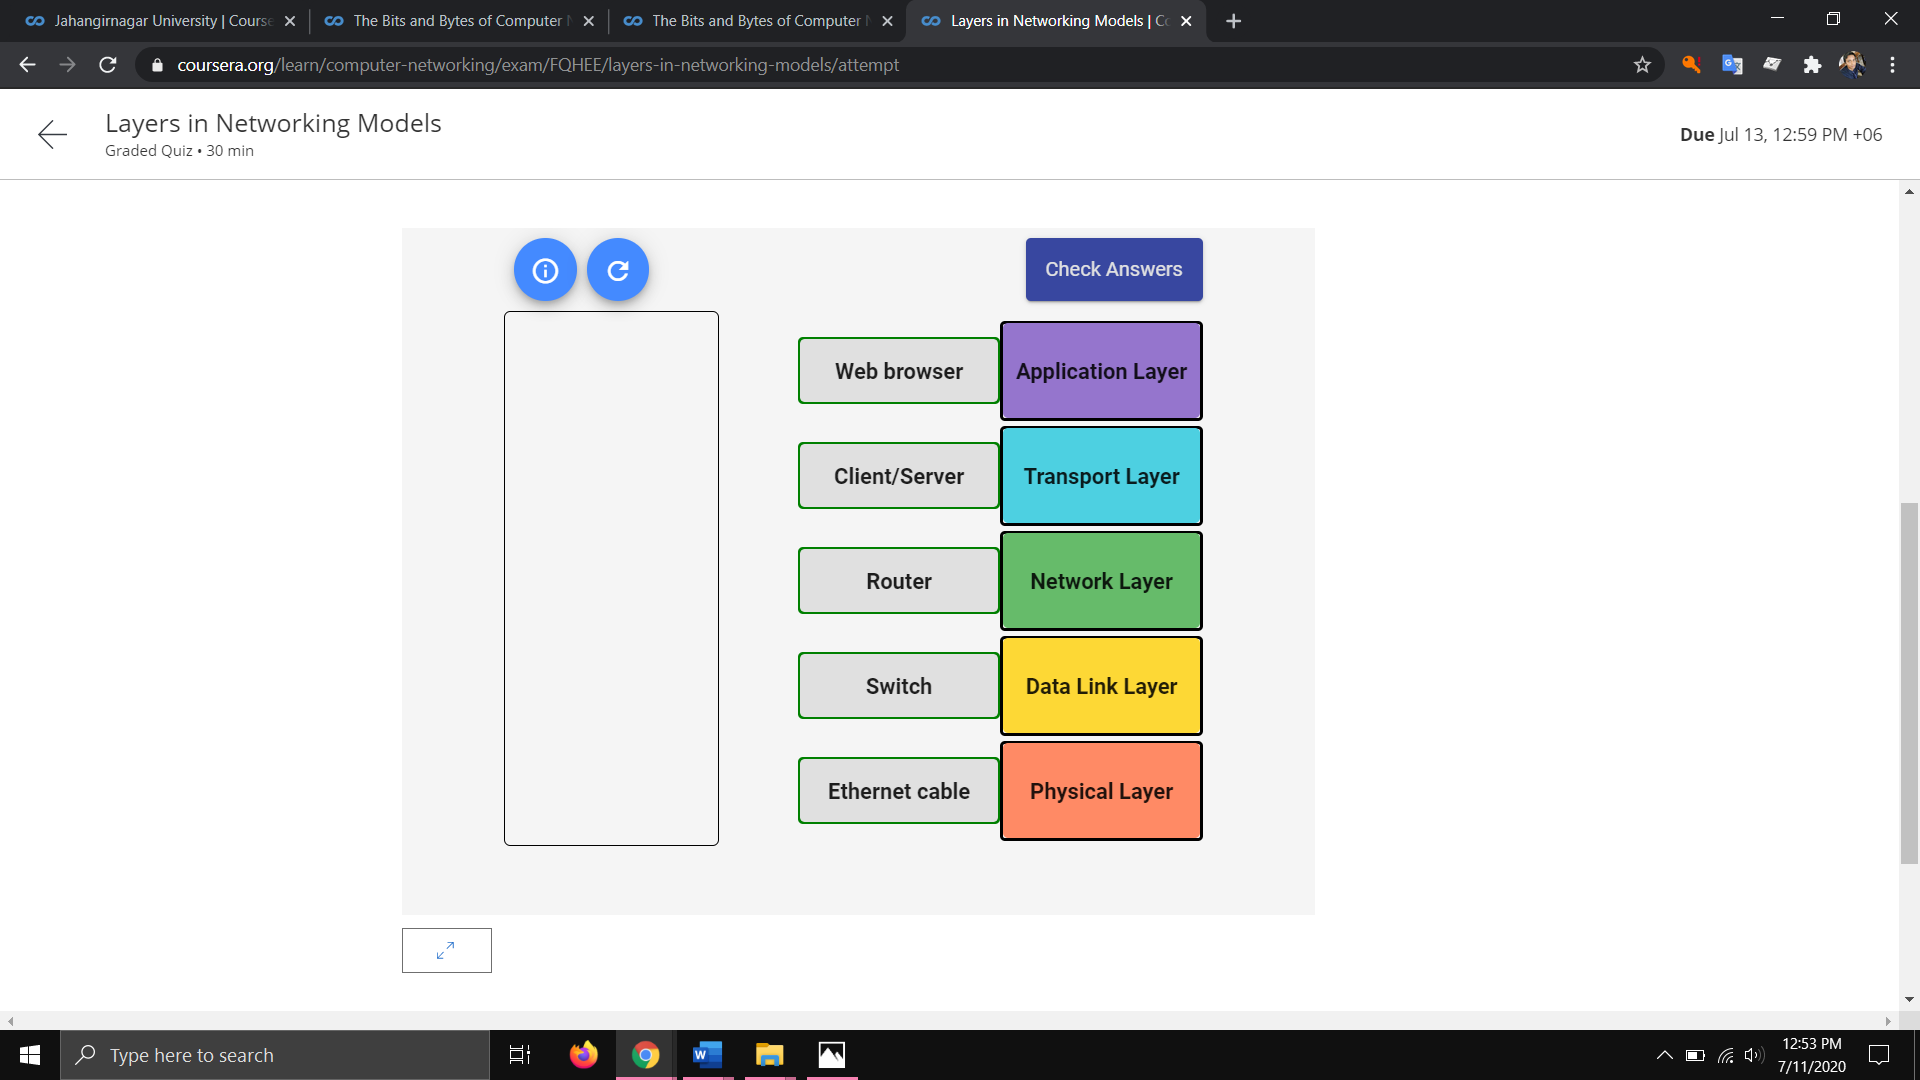 Jahangirnagar University | Course
The Bits and Bytes of Computer N
The Bits and Bytes of Computer N
Layers in Networking Models | Co
coursera.org/learn/computer-networking/exam/FQHEE/layers-in-networking-models/attempt
Layers in Networking Models
Graded Quiz • 30 min
Due Jul 13, 12:59 PM +06
Check Answers
Web browser
Application Layer
Client/Server
Transport Layer
Router
Network Layer
Switch
Data Link Layer
Ethernet cable
Physical Layer
Type here to search
12:53 PM
7/11/2020